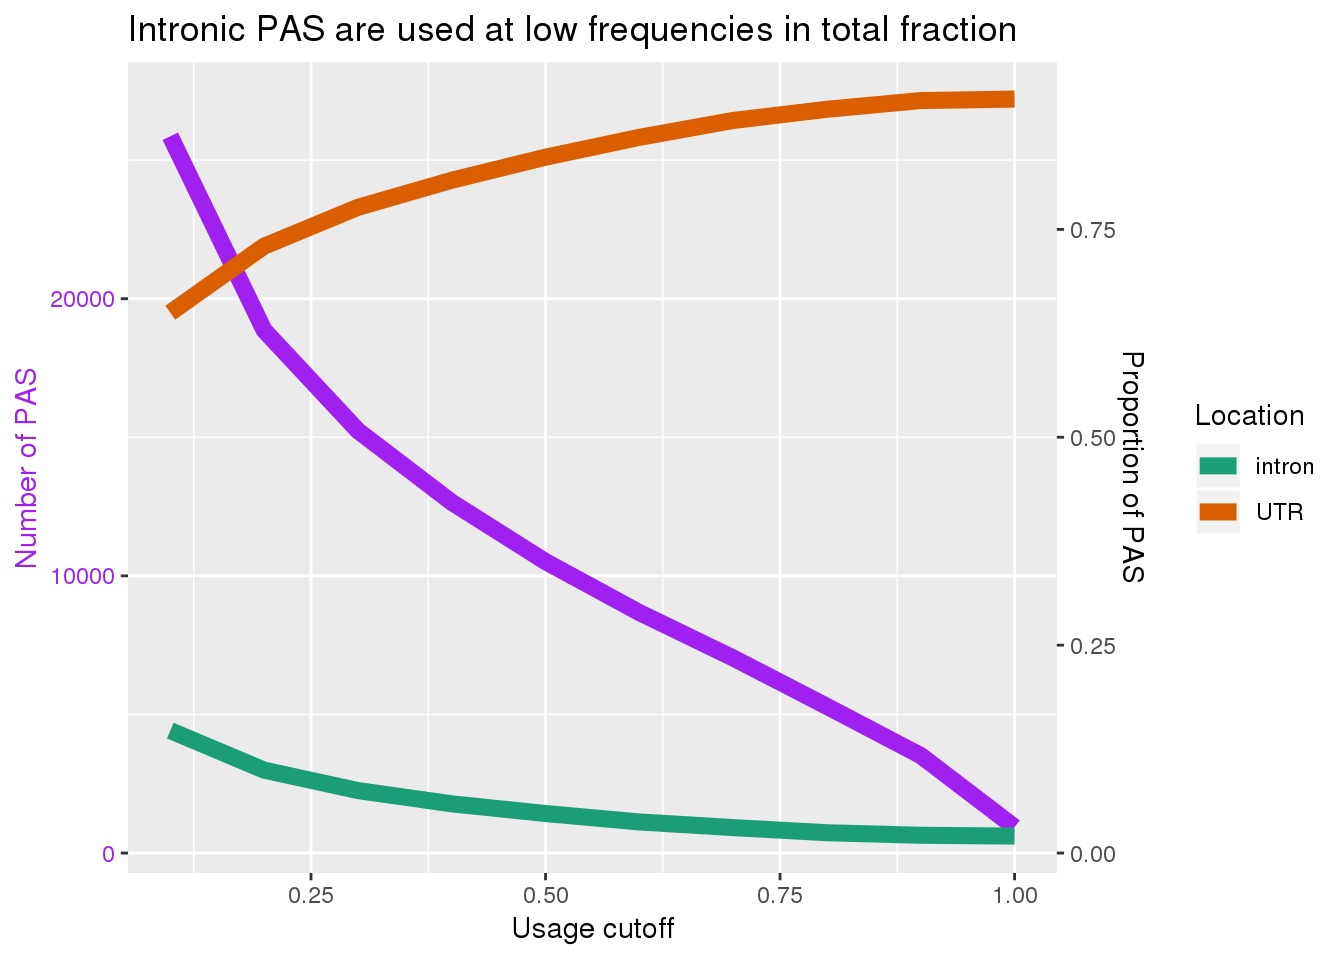 Intronic PAS are used at low frequencies in total fraction
Number of PAS
20000
10000
0
0.75
0.50
0.25
0.00
Proportion of PAS
0.25
0.50
0.75
1.00
Usage cutoff
Location
intron
UTR